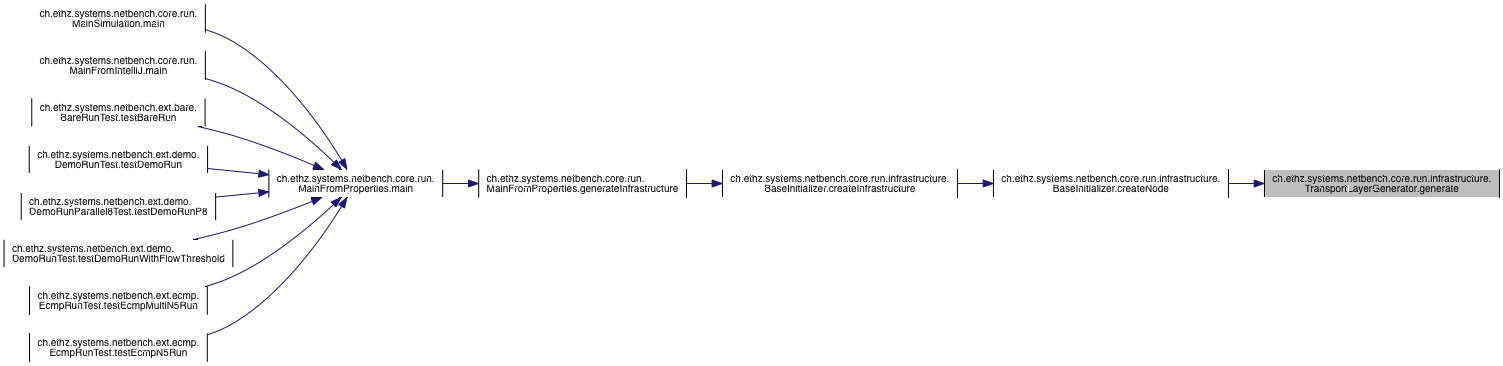 ch.ethz.systems.netbench.core.run.
MainSimulation.main
ch.ethz.systems.netbench.core.run.
MainFromIntelliJ.main
ch.ethz.systems.netbench.ext.bare.
BareRunTest.testBareRun
ch.ethz.systems.netbench.ext.demo.
DemoRunTest.testDemoRun
ch.ethz.systems.netbench.ext.demo.
DemoRunParallel8Test.testDemoRunP8
ch.ethz.systems.netbench.ext.demo.
DemoRunTest.testDemoRunWithFlowThreshold
ch.ethz.systems.netbench.ext.ecmp.
EcmpRunTest.testEcmpMultiN5Run
ch.ethz.systems.netbench.ext.ecmp.
EcmpRunTest.testEcmpN5Run
ch.ethz.systems.netbench.core.run.
MainFromProperties.main
ch.ethz.systems.netbench.core.run.
MainFromProperties.generateInfrastructure
ch.ethz.systems.netbench.core.run.infrastructure.
BaseInitializer.createInfrastructure
ch.ethz.systems.netbench.core.run.infrastructure.
BaseInitializer.createNode
ch.ethz.systems.netbench.core.run.infrastructure.
TransportLayerGenerator.generate